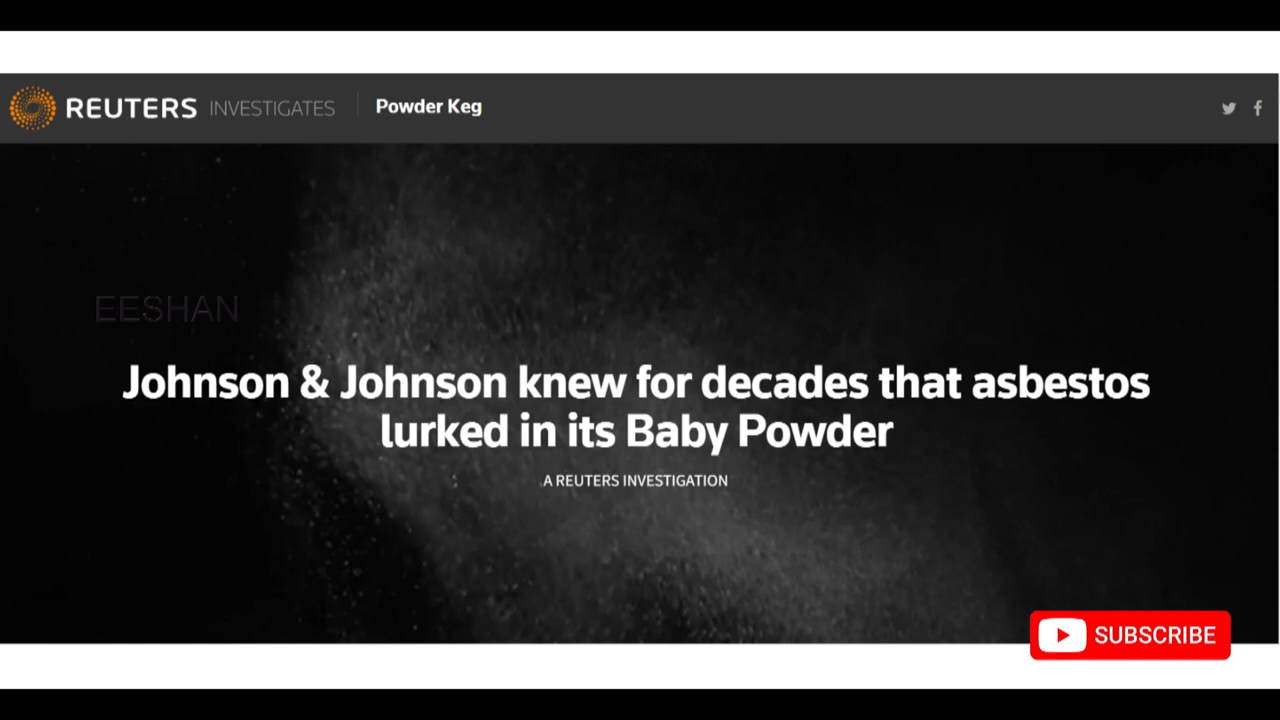 REUTERS INVESTIGATES Powder Keg
EESHAN
Johnson & Johnson knew for decades that asbestos
lurked in its Baby Powder
A REUTERS INVESTIGATION
SUBSCRIBE